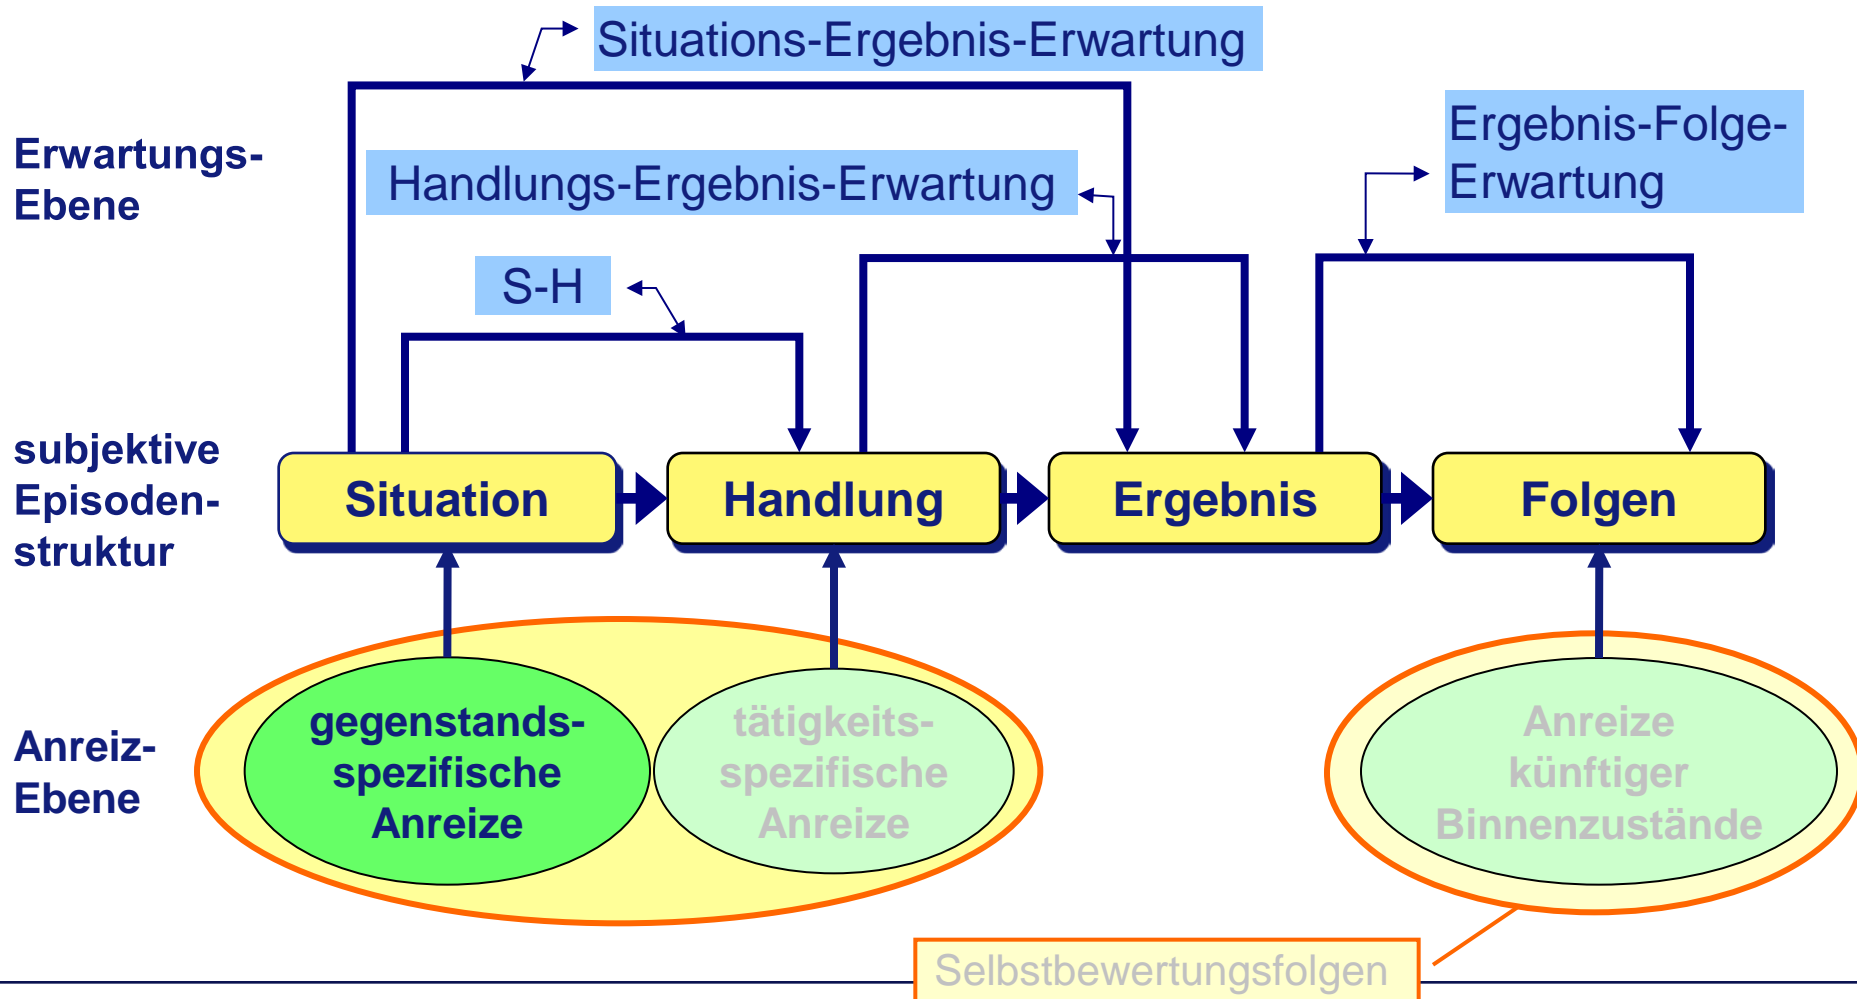 Situations-Ergebnis-Erwartung
Erwartungs-
Ebene
Handlungs-Ergebnis-Erwartung
Ergebnis-Folge-
Erwartung
S-H
subjektive
Episoden-
struktur
Situation
Handlung
Ergebnis
Folgen
Anreiz-
Ebene
gegenstands-
spezifische
Anreize
tätigkeits-
spezifische
Anreize
Anreize
künftiger
Binnenzustände
Selbstbewertungsfolgen